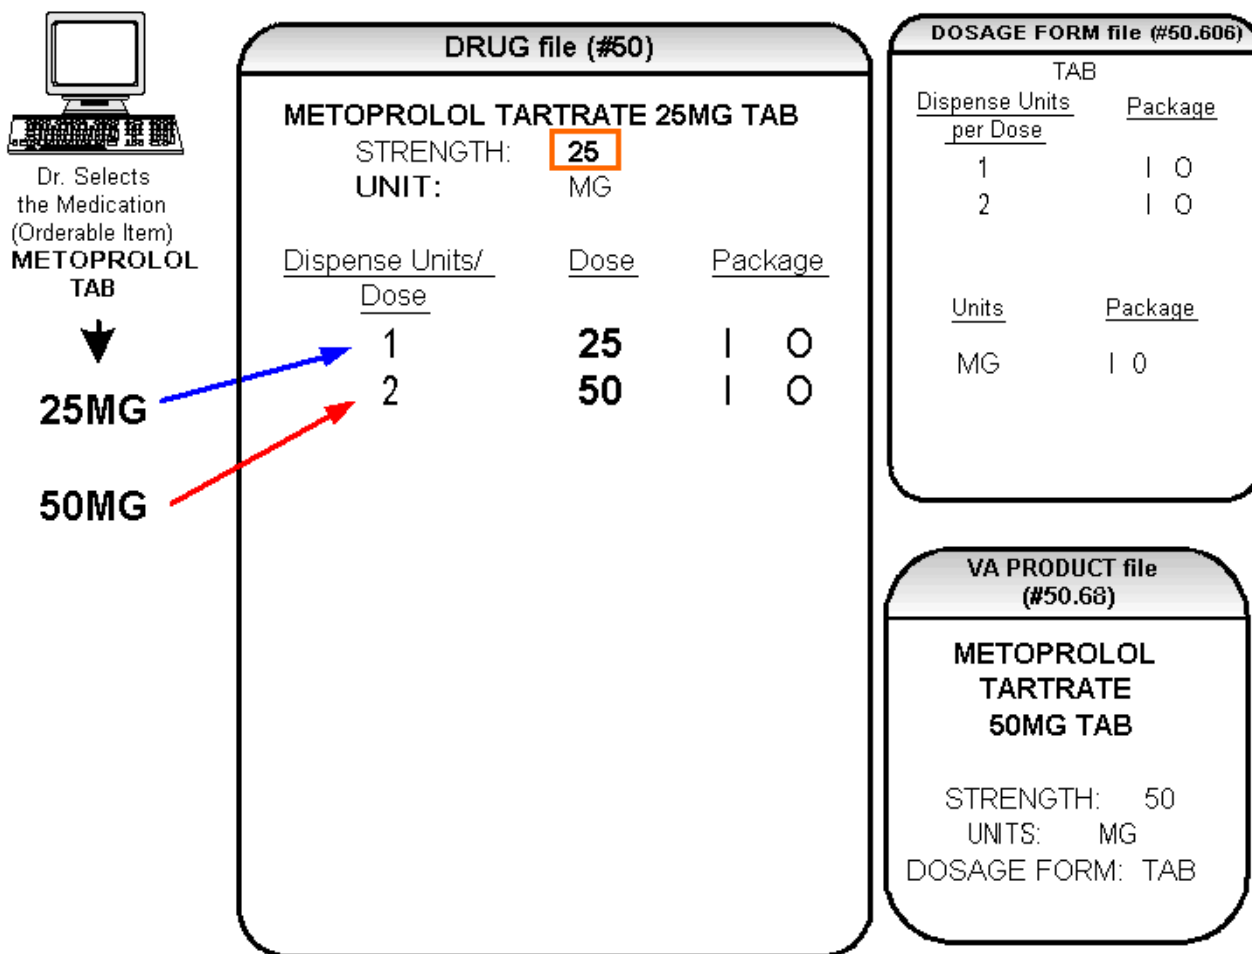 Dr. Selects
the Medication
(Orderable Item)
METOPROLOL
TAB
25MG
50MG
DRUG file (#50)
METOPROLOL TARTRATE 25MG TAB
STRENGTH: 25
UNIT: MG
Dispense Units/ Dose Package
Dose
1 25 I O
2 50 I O
DOSAGE FORM file (#50.606)
TAB
Dispense Units Package
per Dose
1 I O
2 I O
Units Package
MG I O
VA PRODUCT file
(#50.68)
METOPROLOL
TARTRATE
50MG TAB
STRENGTH: 50
UNITS: MG
DOSAGE FORM: TAB